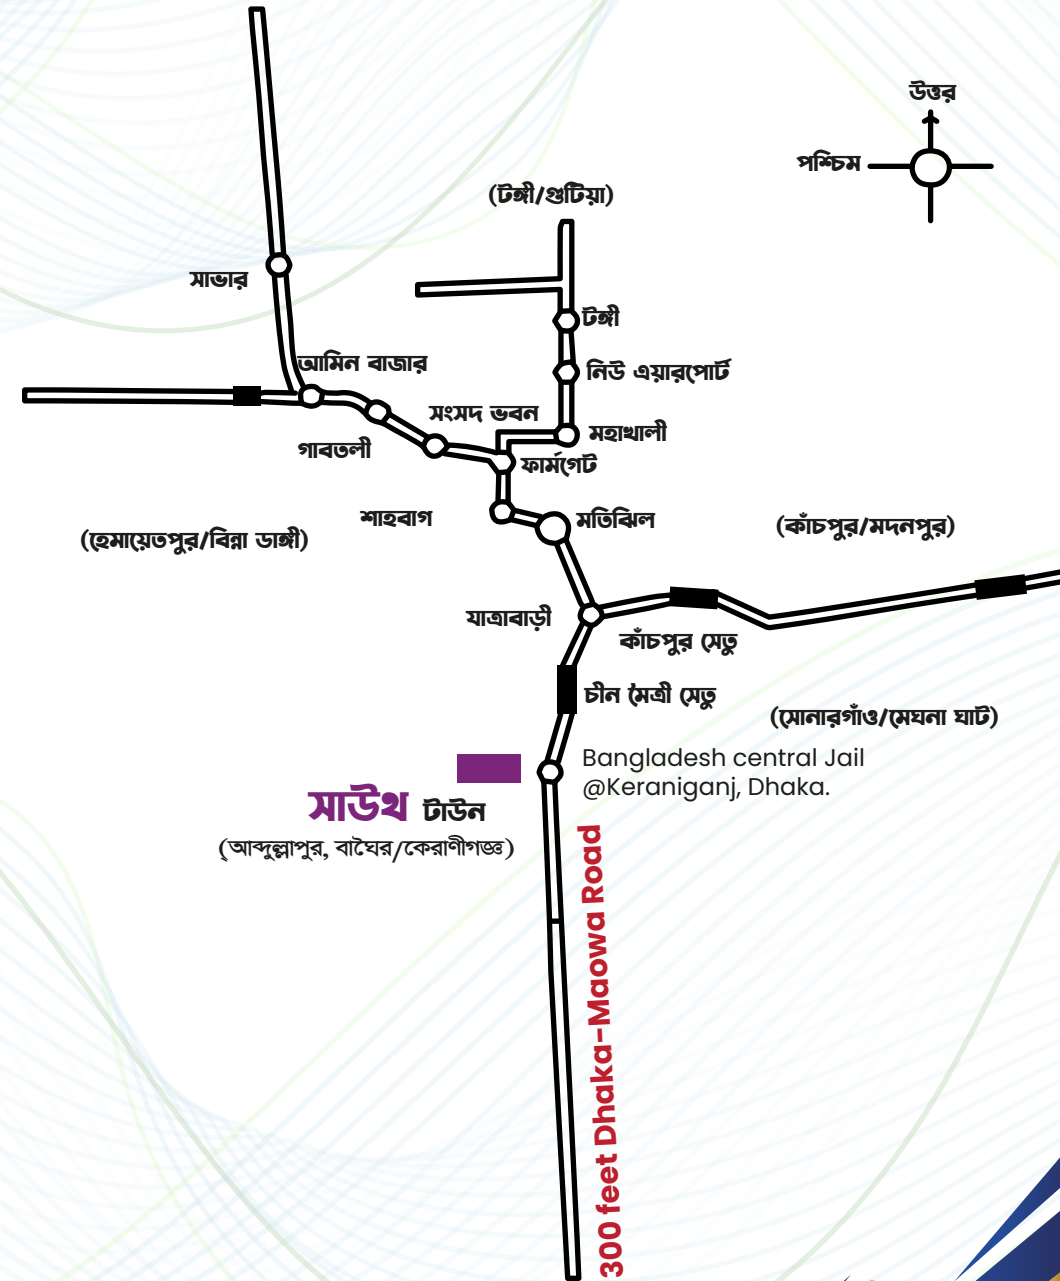 উত্তর
পশ্চিম
(টঙ্গী/গুটিয়া)
সাভার
টঙ্গী
আমিন বাজার
নিউ এয়ারপোর্ট
সংসদ ভবন
মহাখালী
গাবতলী
ফার্মগেট
শাহবাগ
মতিঝিল
(কাঁচপুর/মদনপুর)
(হেমায়েতপুর/বিন্না ডাঙ্গী)
যাত্রাবাড়ী
কাঁচপুর সেতু
চীন মৈত্রী সেতু
(সোনারগাঁও/মেঘনা ঘাট)
Bangladesh central Jail
@Keraniganj, Dhaka.
সাউথ টাউন
(আব্দুল্লাপুর, বাঘৈর/কেরাণীগজ্ঞ)
300 feet Dhaka-Maowa Road